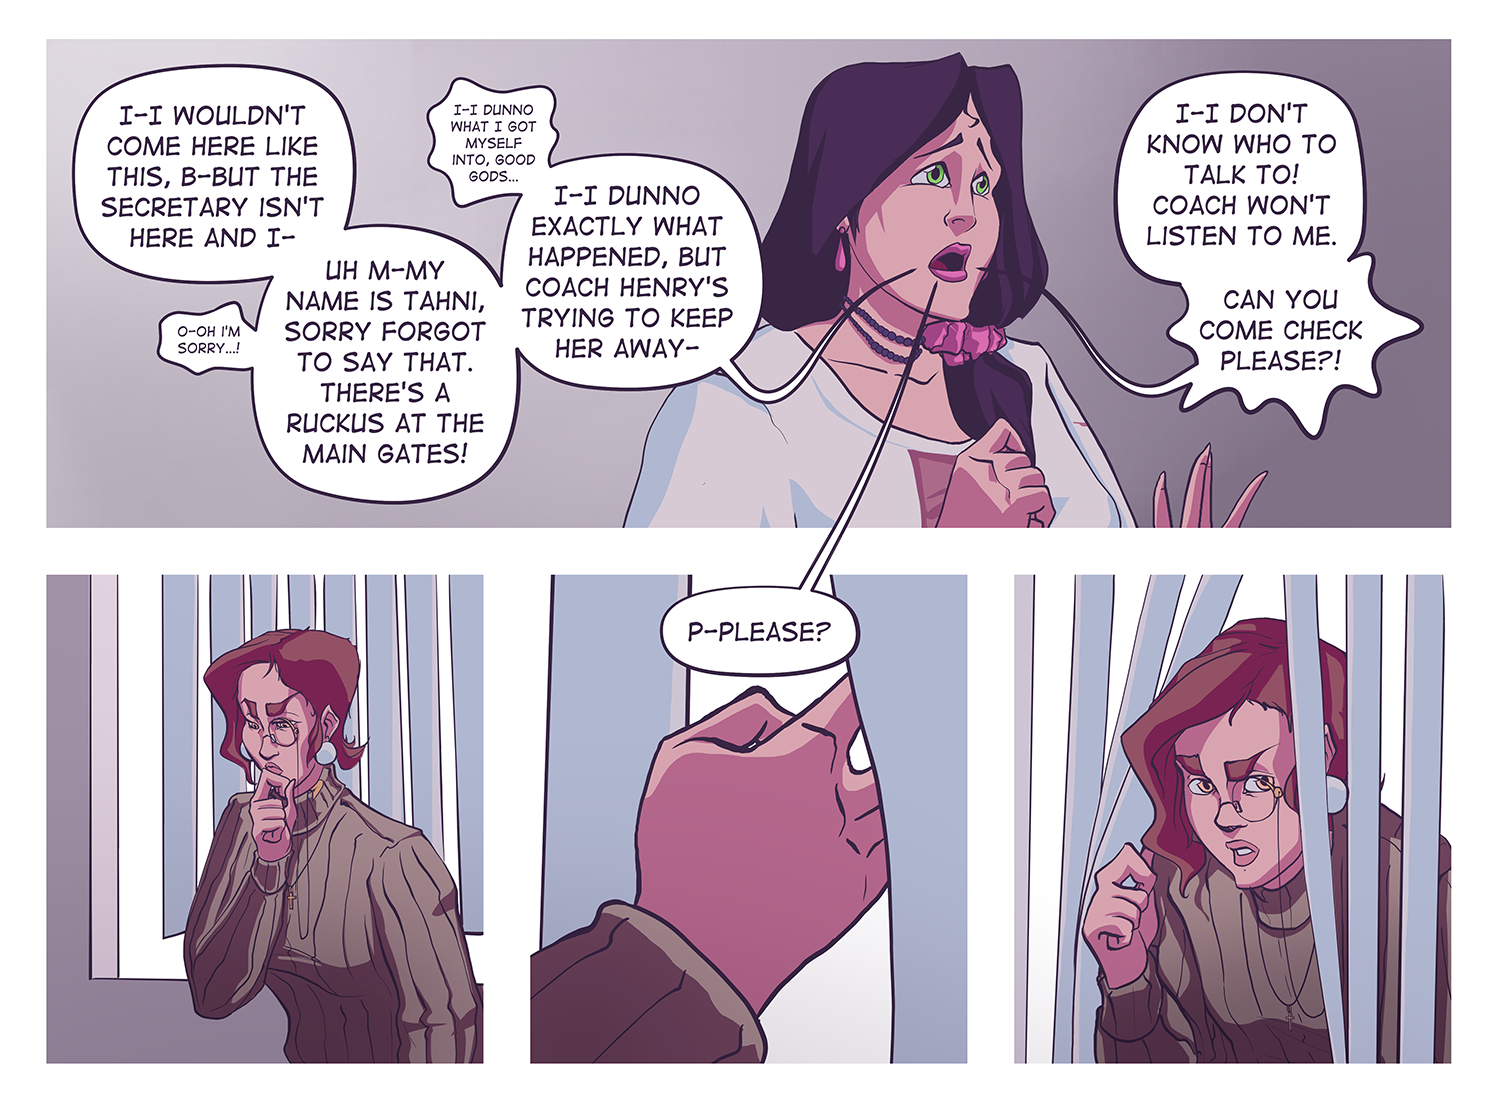 I-I WOULDN'T
COME HERE LIKE
THIS, B-BUT THE
SECRETARY ISN'T
HERE AND I-
O-OH I'M
SORRY...!
UH M-MY
NAME IS TAHNI,
SORRY FORGOT
TO SAY THAT.
THERE'S A
RUCKUS AT THE
MAIN GATES!
I-I DUNNO
WHAT I GOT
MYSELF
INTO, GOOD
GODS...
I-I DUNNO
EXACTLY WHAT
HAPPENED, BUT
COACH HENRY'S
TRYING TO KEEP
HER AWAY-
I-I DON'T
KNOW WHO TO
TALK TO!
COACH WON'T
LISTEN TO ME.
CAN YOU
COME CHECK
PLEASE?!
P-PLEASE?